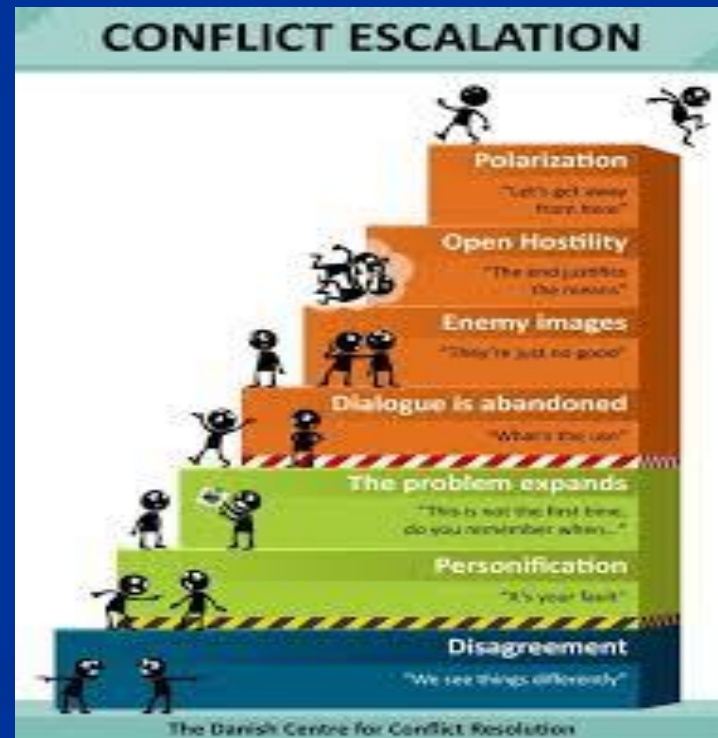 CONFLICT ESCALATION
Polarization
"Let's get away
from here"
Open Hostility
"The end justifies
the means"
Enemy images
"They're just no good"
Dialogue is abandoned
"What's the use"
The problem expands
"This is not the first time,
do you remember when..."
Personification
"It's your fault"
Disagreement
"We see things differently"
The Danish Centre for Conflict Resolution